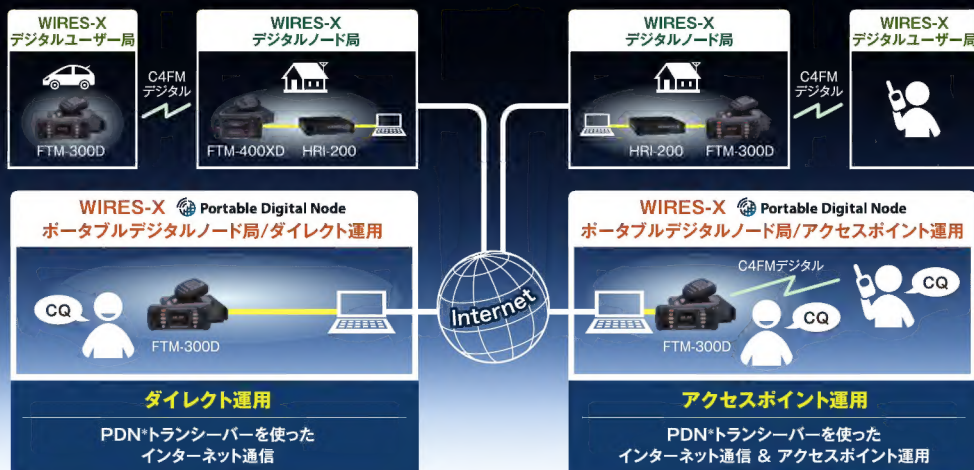 WIRES-X
デジタルユーザー局
C4FM
デジタル
FTM-300D
WIRES-X
デジタルノード局
FTM-400XD HRI-200
WIRES-X
デジタルノード局
HRI-200 FTM-300D
C4FM
デジタル
WIRES-X
デジタルユーザー局
WIRES-X Portable Digital Node
ポータブルデジタルノード局/ダイレクト運用
CQ
FTM-300D
ダイレクト運用
PDN*トランシーバーを使った
インターネット通信
Internet
WIRES-X Portable Digital Node
ポータブルデジタルノード局/アクセスポイント運用
C4FMデジタル
CQ
CQ
FTM-300D
アクセスポイント運用
PDN*トランシーバーを使った
インターネット通信 & アクセスポイント運用